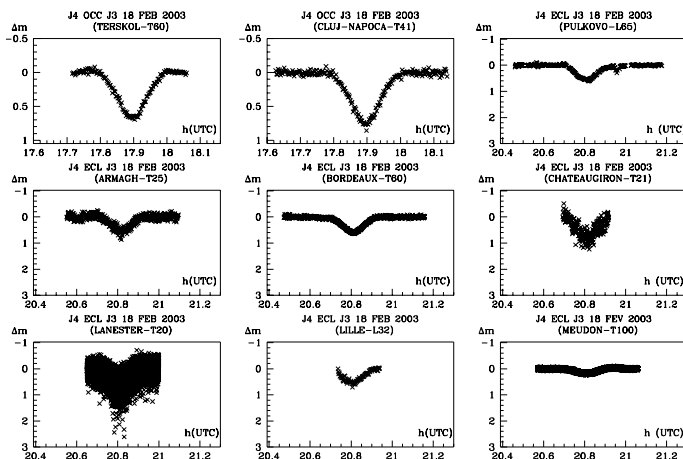 J4 OCC J3 18 FEB 2003
(TERSKOL-T60)
Δm
-0.5
0
0.5
1
h(UTC)
17.6 17.7 17.8 17.9 18 18.1
J4 OCC J3 18 FEB 2003
(CLUJ-NAPOCA-T41)
Δm
-0.5
0
0.5
1
h(UTC)
17.6 17.7 17.8 17.9 18 18.1
J4 ECL J3 18 FEB 2003
(PULKOVO-L65)
Δm
-1
0
1
2
3
h(UTC)
20.4 20.6 20.8 21 21.2
J4 ECL J3 18 FEB 2003
(ARMAGH-T25)
Δm
-1
0
1
2
3
h(UTC)
20.4 20.6 20.8 21 21.2
J4 ECL J3 18 FEB 2003
(BORDEAUX-T60)
Δm
-1
0
1
2
3
h(UTC)
20.4 20.6 20.8 21 21.2
J4 ECL J3 18 FEB 2003
(CHATEAUGIRON-T21)
Δm
-1
0
1
2
3
h(UTC)
20.4 20.6 20.8 21 21.2
J4 ECL J3 18 FEB 2003
(LANESTER-T20)
Δm
-1
0
1
2
3
h(UTC)
20.4 20.6 20.8 21 21.2
J4 ECL J3 18 FEB 2003
(LILLE-L32)
Δm
-1
0
1
2
3
h(UTC)
20.4 20.6 20.8 21 21.2
J4 ECL J3 18 FEV 2003
(MEUDON-T100)
Δm
-1
0
1
2
3
h (UTC)
20.4 20.6 20.8 21 21.2